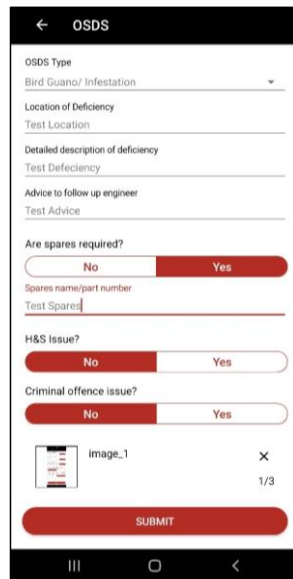 OSDS
OSDS Type
Bird Guano/ Infestation
Location of Deficiency
Test Location
Detailed description of deficiency
Test Defeciency
Advice to follow up engineer
Test Advice
Are spares required?
No Yes
Spares name/part number
Test Spares
H&S Issue?
No Yes
Criminal offence issue?
No Yes
image_1
1/3
SUBMIT